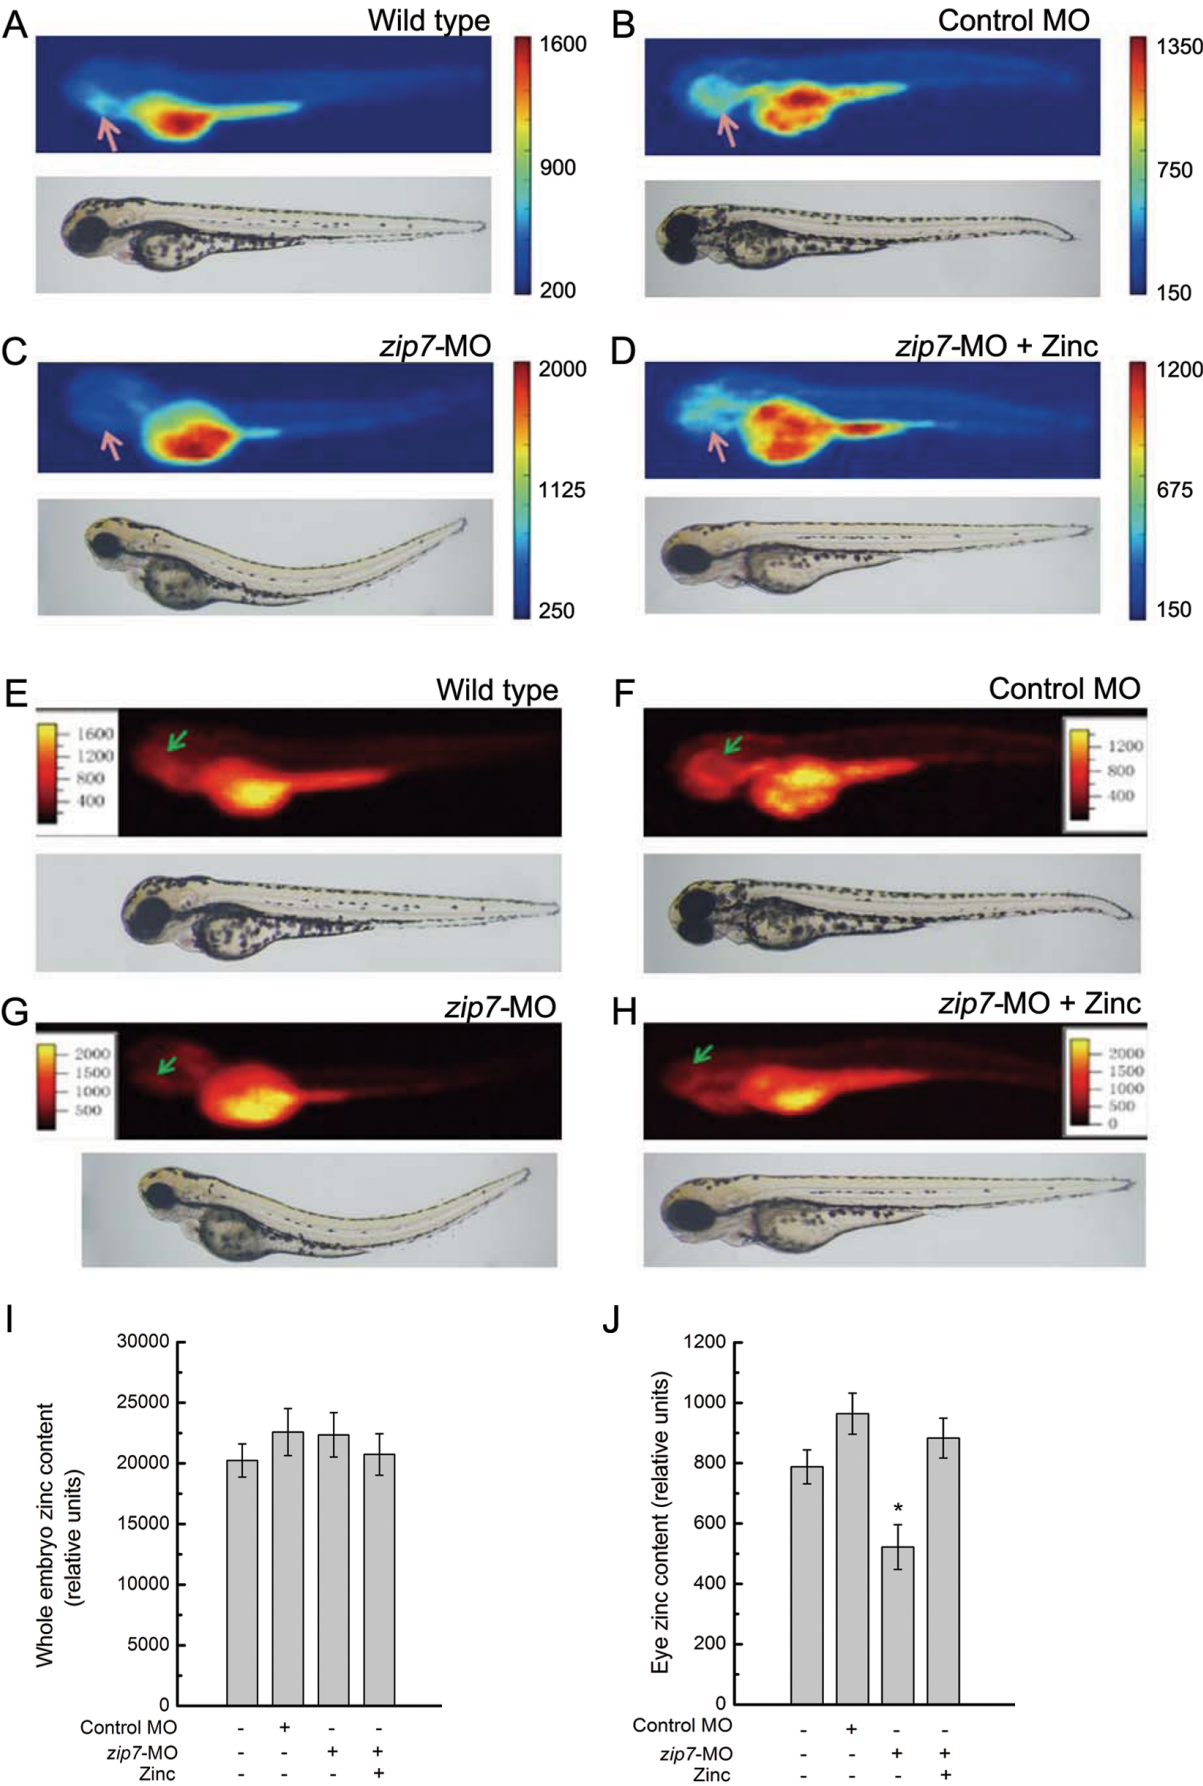 A Wild type
1600
900
200
B Control MO
1350
750
150
C zip7-MO
2000
1125
250
D zip7-MO + Zinc
1200
675
150
E Wild type
1600
1200
800
400
F Control MO
1200
800
400
G zip7-MO
2000
1500
1000
500
H zip7-MO + Zinc
2000
1500
1000
500
0
I
Whole embryo zinc content
(relative units)
30000
25000
20000
15000
10000
5000
0
Control MO - + - -
zip7-MO - - + +
Zinc - - - +
J
Eye zinc content (relative units)
1200
1000
800
600
400
200
0
*
Control MO - + - -
zip7-MO - - + +
Zinc - - - +